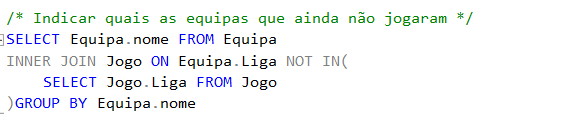 /* Indicar quais as equipas que ainda não jogaram */
SELECT Equipa.nome FROM Equipa
INNER JOIN Jogo ON Equipa.Liga NOT IN(
    SELECT Jogo.Liga FROM Jogo
)GROUP BY Equipa.nome